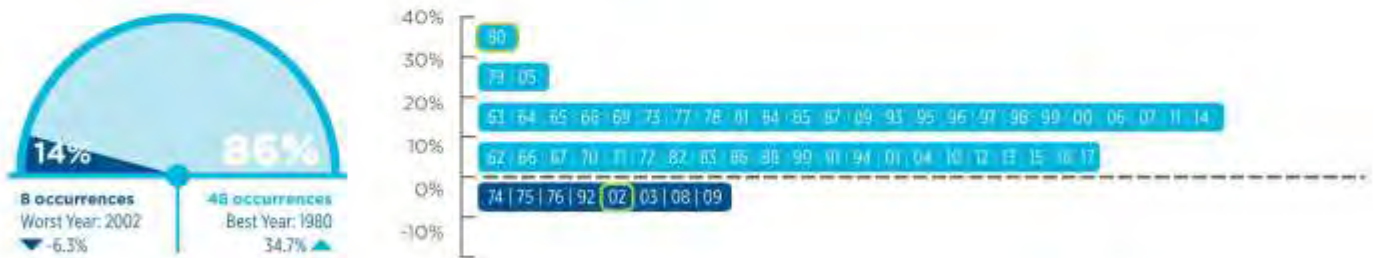 40%
80
30%
79 | 05
20%
63 | 64 | 65 | 68 | 69 | 73 | 77 | 78 | 81 | 84 | 85 | 87 | 89 | 93 | 95 | 96 | 97 | 98 | 99 | 00 | 06 | 07 | 11 | 14
10%
62 | 66 | 67 | 70 | 71 | 72 | 82 | 83 | 86 | 88 | 90 | 91 | 94 | 01 | 04 | 10 | 12 | 13 | 15 | 16 | 17
0%
74 | 75 | 76 | 92 | 02 | 03 | 08 | 09
-10%
14% 86%
8 occurrences
Worst Year: 2002
▼ -6.3%
48 occurrences
Best Year: 1980
34.7% ▲